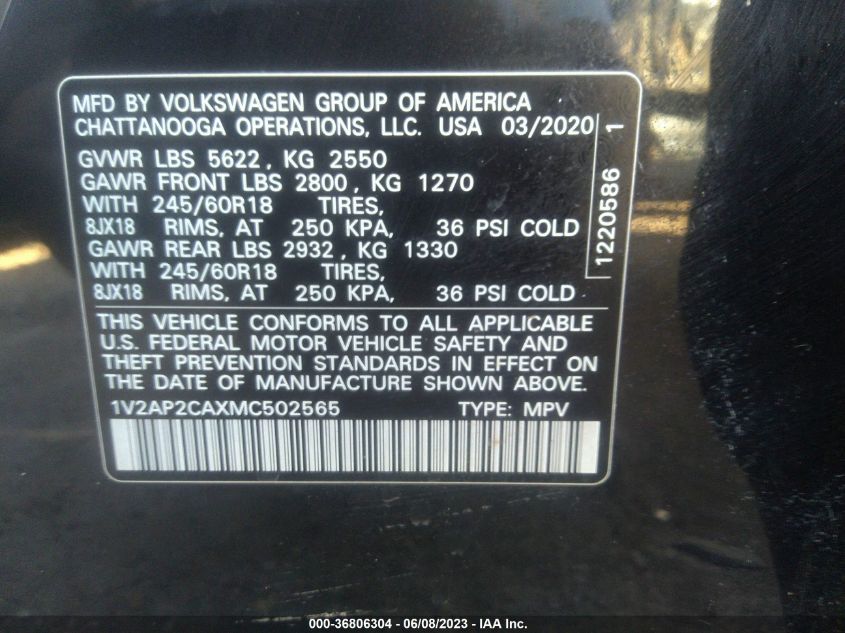 MFD BY VOLKSWAGEN GROUP OF AMERICA
CHATTANOOGA OPERATIONS, LLC. USA 03/2020
GVWR LBS 5622, KG 2550
GAWR FRONT LBS 2800, KG 1270
WITH 245/60R18 TIRES,
8JX18 RIMS, AT 250 KPA, 36 PSI COLD
GAWR REAR LBS 2932, KG 1330
WITH 245/60R18 TIRES,
8JX18 RIMS, AT 250 KPA, 36 PSI COLD
1220586 1
THIS VEHICLE CONFORMS TO ALL APPLICABLE
U.S. FEDERAL MOTOR VEHICLE SAFETY AND
THEFT PREVENTION STANDARDS IN EFFECT ON
THE DATE OF MANUFACTURE SHOWN ABOVE.
1V2AP2CAXMC502565 TYPE: MPV
000-36806304 - 06/08/2023 - IAA Inc.